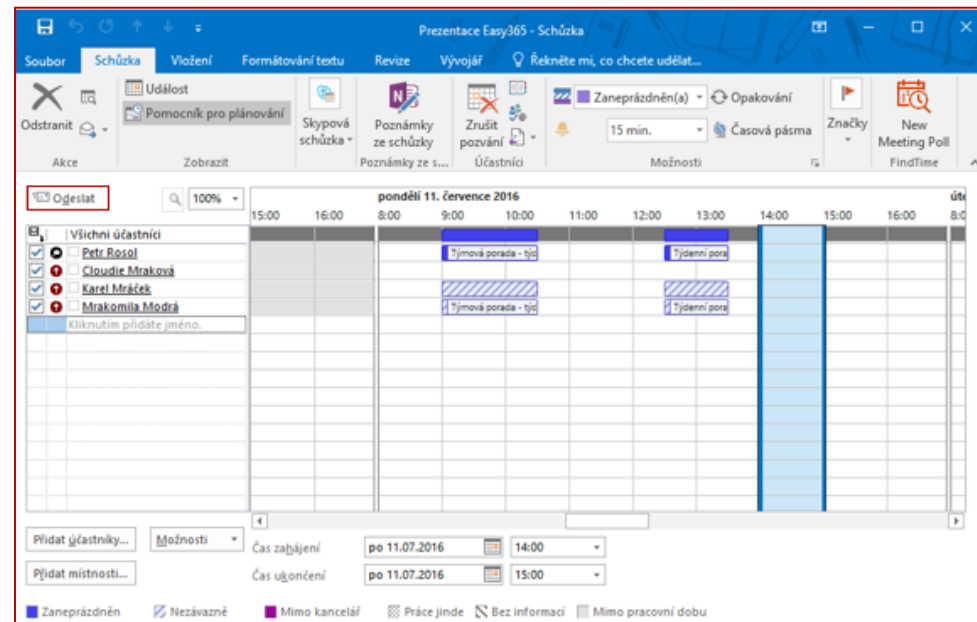 Prezentace Easy365 - Schůzka
Soubor Schůzka Vložení Formátování textu Revize Vývojář Řekněte mi, co chcete udělat...
Odstranit
Akce
Událost
Pomocník pro plánování
Zobrazit
Skypová
schůzka
Poznámky
ze schůzky
Poznámky ze s...
Zrušit
pozvání
Účastníci
Zaneprázdněn(a)
15 min.
Opakování
Časová pásma
Možnosti
Značky
New
Meeting Poll
FindTime
Odeslat 100%
pondělí 11. července 2016 úte
15:00 16:00 8:00 9:00 10:00 11:00 12:00 13:00 14:00 15:00 16:00 8:0
Všichni účastníci
Petr Rosol Týmová porada - týd Týdenní pora
Cloudie Mraková
Karel Mráček
Mrakomila Modrá Týmová porada - týd Týdenní pora
Kliknutím přidáte jméno.
Přidat účastníky... Možnosti
Přidat místnosti...
Čas zahájení po 11.07.2016 14:00
Čas ukončení po 11.07.2016 15:00
Zaneprázdněn Nezávazně Mimo kancelář Práce jinde Bez informací Mimo pracovní dobu